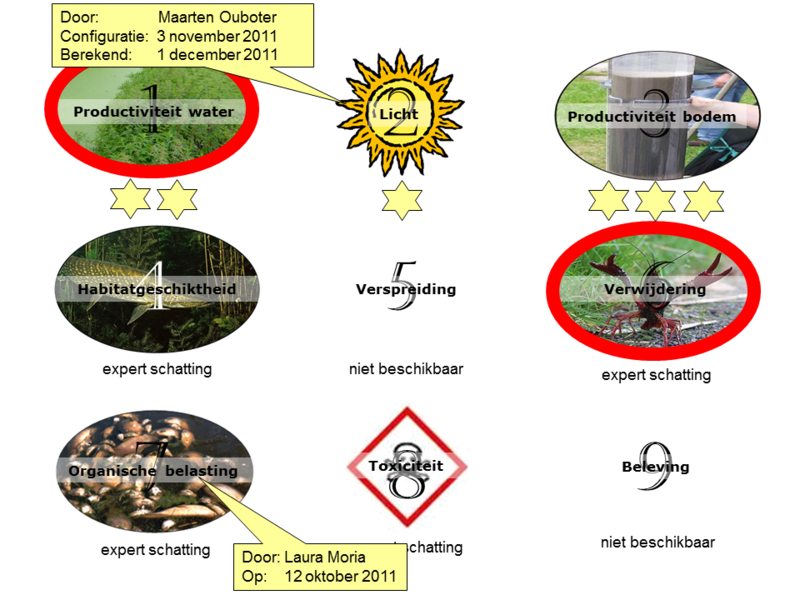 Door: Maarten Ouboter
Configuratie: 3 november 2011
Berekend: 1 december 2011
1
Productiviteit water
2
Licht
3
Productiviteit bodem
4
Habitatgeschiktheid
5
Verspreiding
6
Verwijdering
expert schatting
niet beschikbaar
expert schatting
7
Organische belasting
8
Toxiciteit
9
Beleving
expert schatting
schatting
niet beschikbaar
Door: Laura Moria
Op: 12 oktober 2011